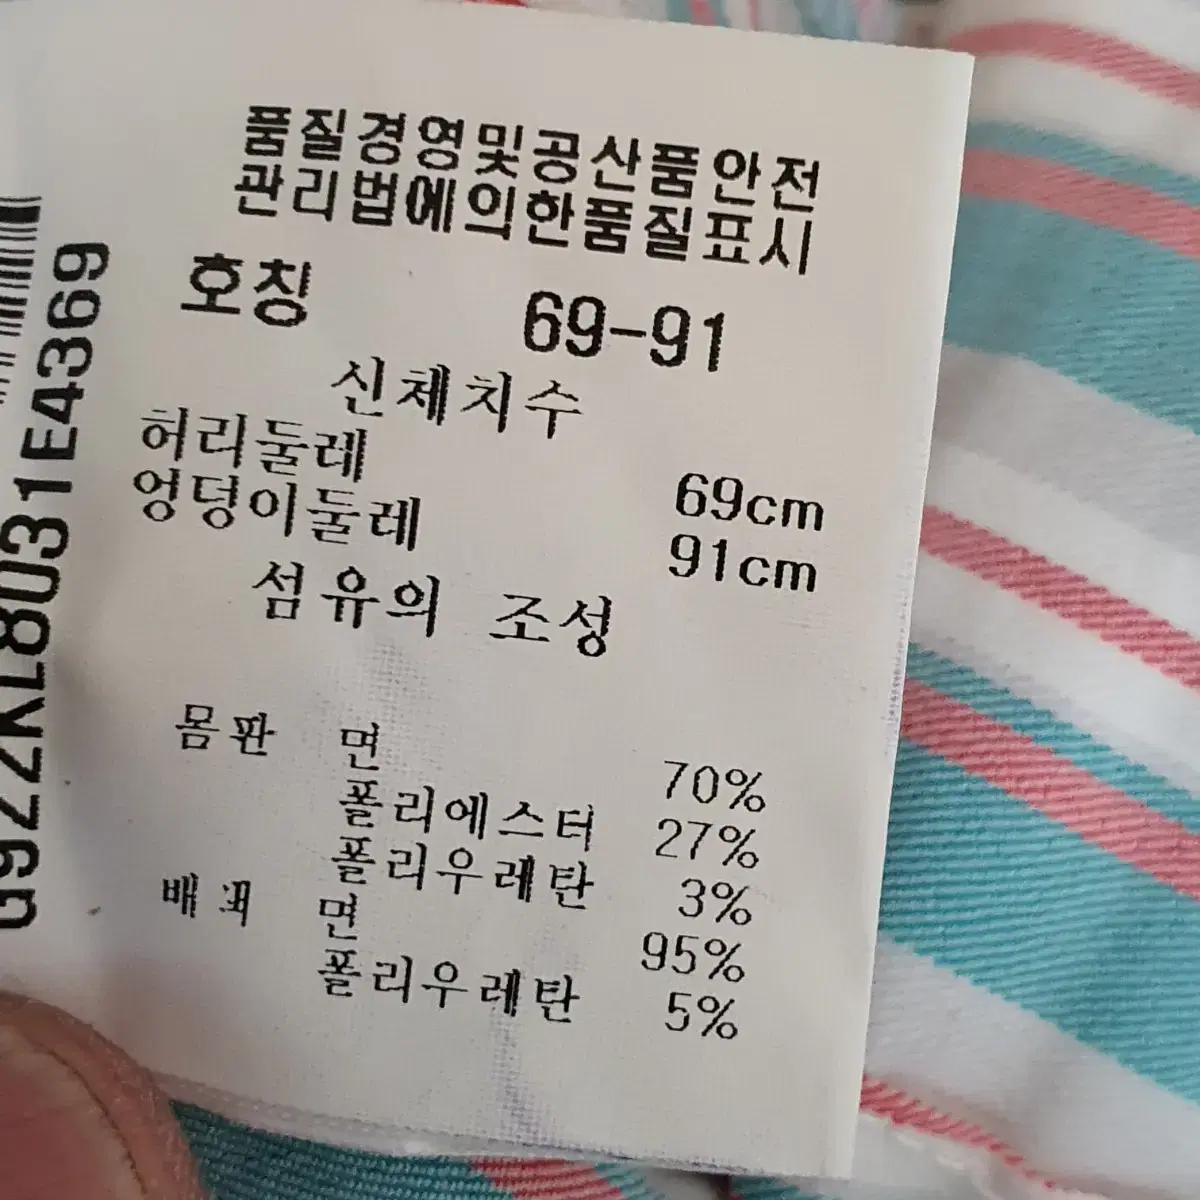 품질경영및공산품안전
관리법에의한품질표시
호칭 69-91
신체치수
허리둘레 69cm
엉덩이둘레 91cm
섬유의 조성
몸판 면 70%
폴리에스터 27%
폴리우레탄 3%
배색 면 95%
폴리우레탄 5%
G922KL8031E4369